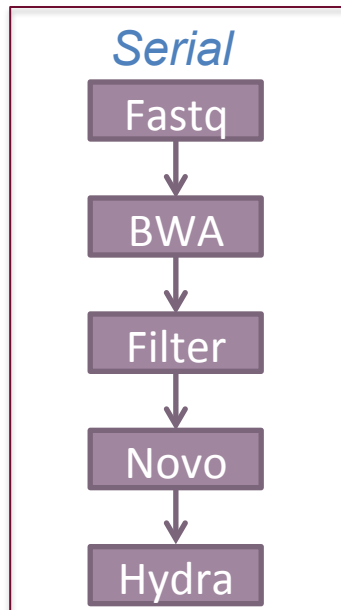 Serial
Fastq
BWA
Filter
Novo
Hydra